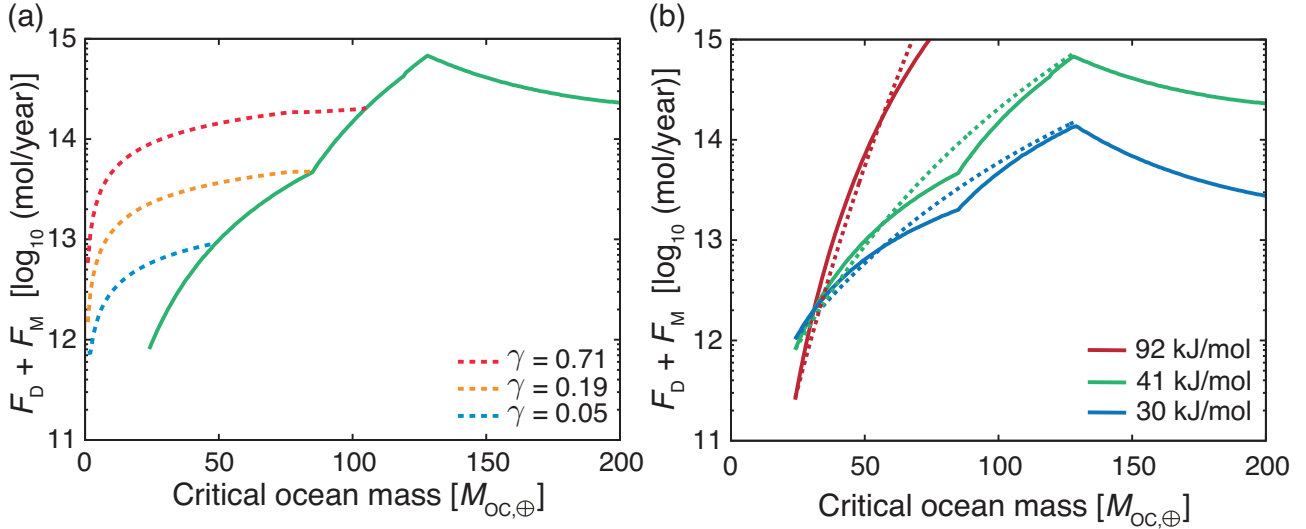 (a)
15
14
13
12
11
F_D + F_M [log_10 (mol/year)]
γ = 0.71
γ = 0.19
γ = 0.05
0 50 100 150 200
Critical ocean mass [M_OC,⊕]
(b)
15
14
13
12
11
F_D + F_M [log_10 (mol/year)]
92 kJ/mol
41 kJ/mol
30 kJ/mol
0 50 100 150 200
Critical ocean mass [M_OC,⊕]